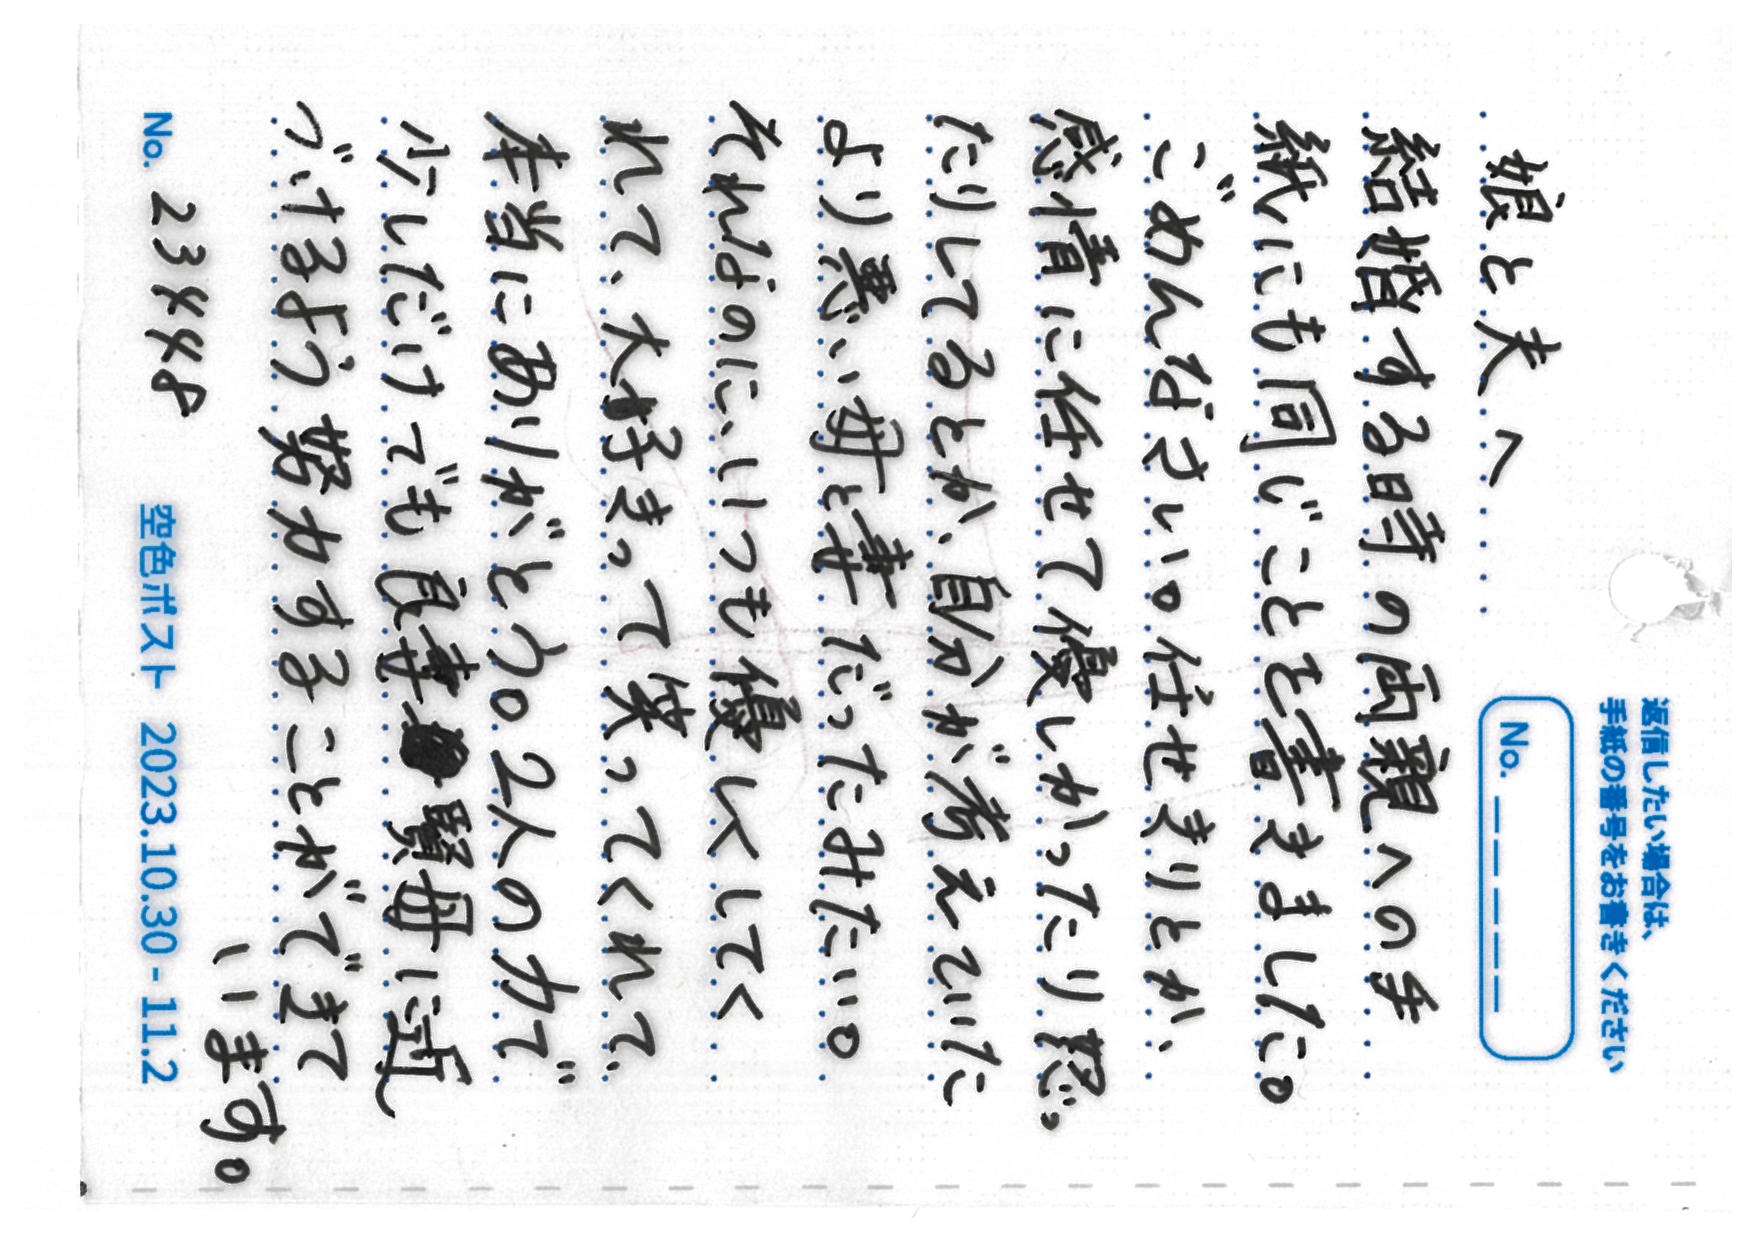 返信したい場合は、
手紙の番号をお書きください
No. _ _ _ _ _
娘と夫へ
結婚する時の両親への手
紙にも同じことを書きました。
ごめんなさい。任せきりとか、
感情に任せて優しかったり怒っ
たりしてるとか、自分が考えていた
より悪い母と妻だったみたい。
それなのに、いつも優しくしてく
れて、大好きって笑ってくれて、
本当にありがとう。2人の力で
少しだけでも良妻賢母に近
づけるよう努力することができて
います。
No. 23448
空色ポスト 2023.10.30 - 11.2